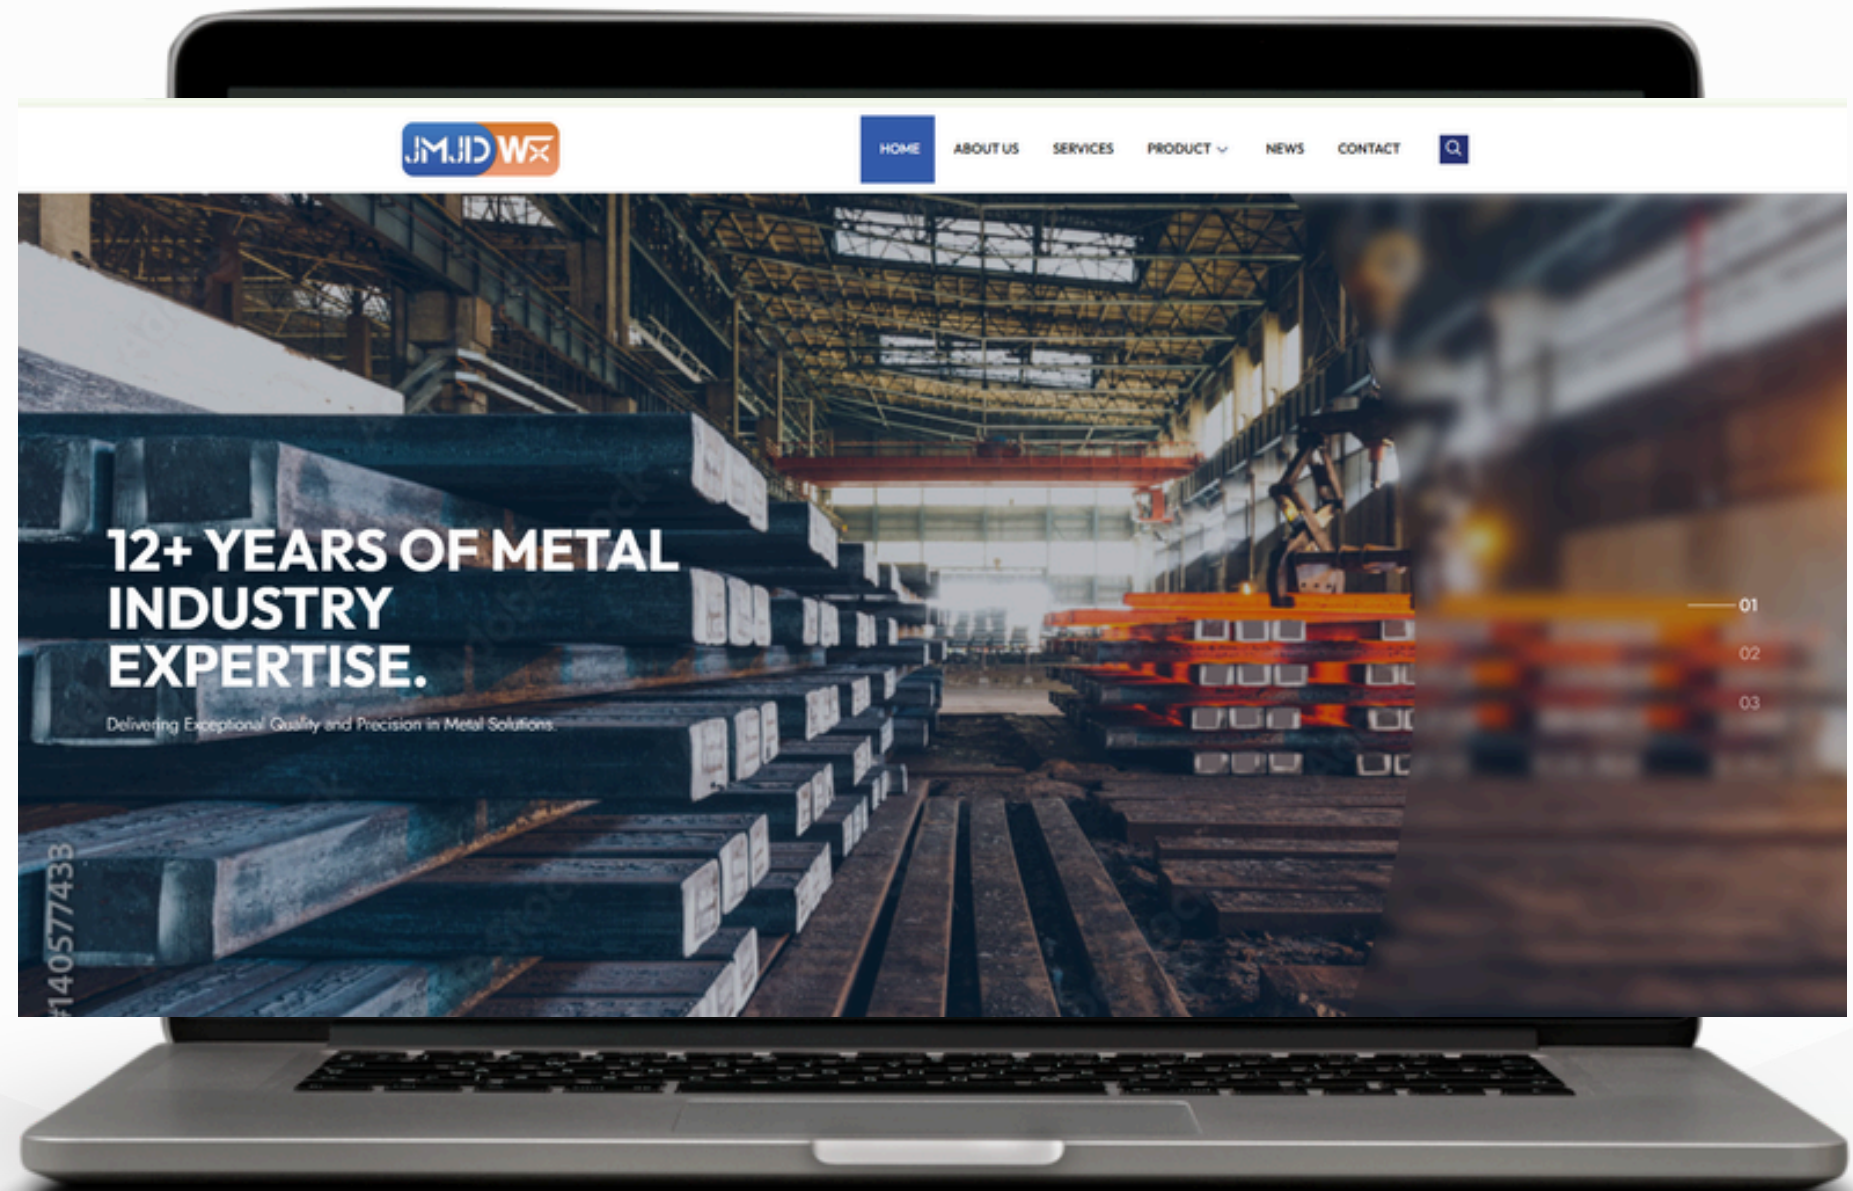 JMJD WX
HOME ABOUT US SERVICES PRODUCT NEWS CONTACT
12+ YEARS OF METAL
INDUSTRY
EXPERTISE.
Delivering Exceptional Quality and Precision in Metal Solutions.
01
02
03
#140577433